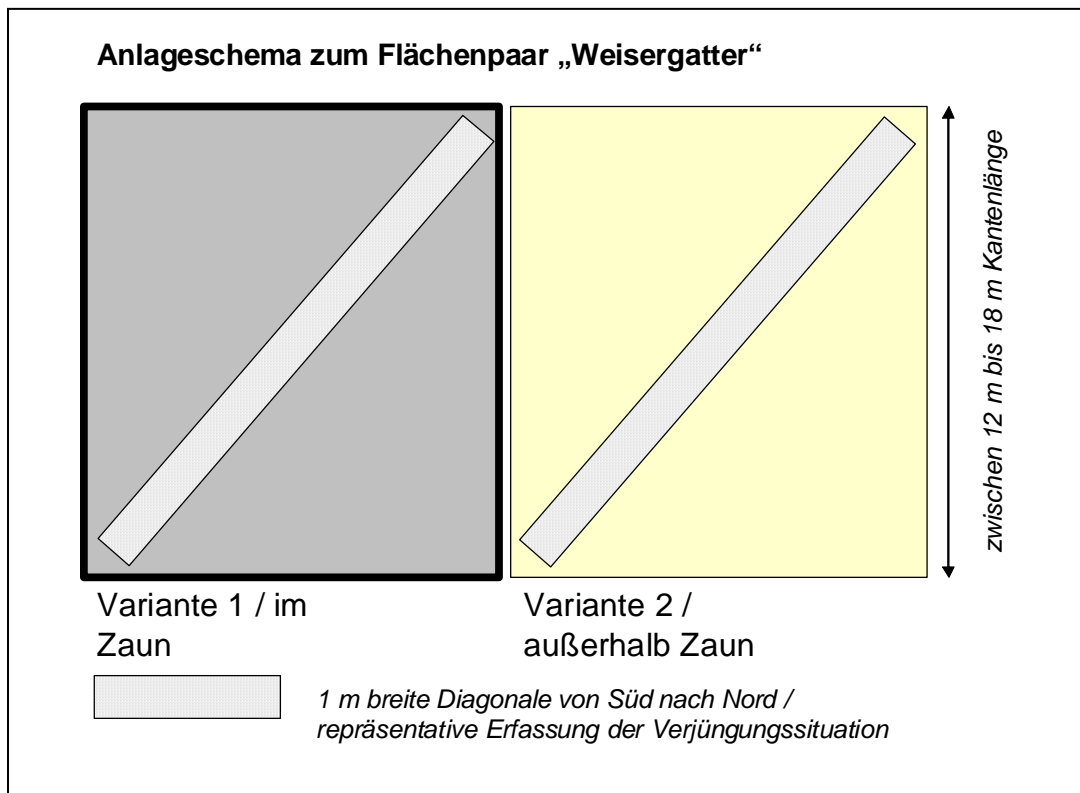 Anlageschema zum Flächenpaar „Weisergatter“
zwischen 12 m bis 18 m Kantenlänge
Variante 1 / im
Zaun
Variante 2 /
außerhalb Zaun
1 m breite Diagonale von Süd nach Nord /
repräsentative Erfassung der Verjüngungssituation